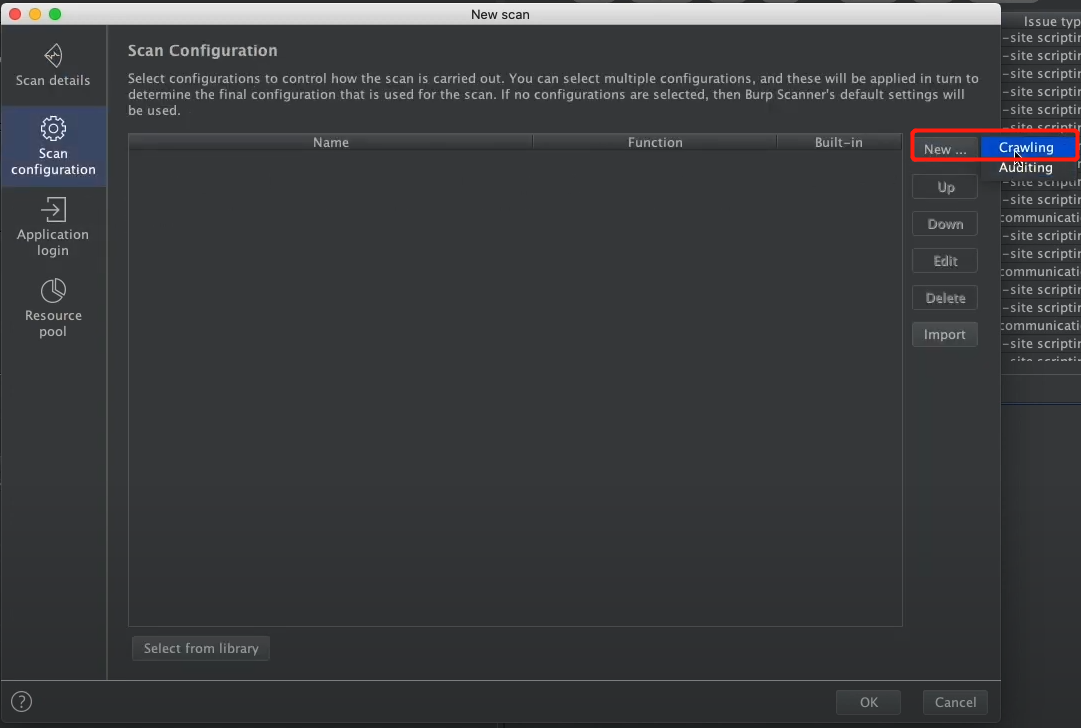 New scan
Scan details
Scan
configuration
Application
login
Resource
pool
Scan Configuration
Select configurations to control how the scan is carried out. You can select multiple configurations, and these will be applied in turn to
determine the final configuration that is used for the scan. If no configurations are selected, then Burp Scanner's default settings will
be used.
Name Function Built-in
New ...
Crawling
Auditing
Up
Down
Edit
Delete
Import
Select from library
?
OK Cancel
Issue typ
-site scripting
-site scriptin
-site scriptin
-site scriptin
-site scriptin
-site scriptin
-site scriptin
-site scriptin
communicati
-site scriptin
-site scriptin
communicati
-site scriptin
-site scriptin
communicati
-site scriptin
-site scriptin